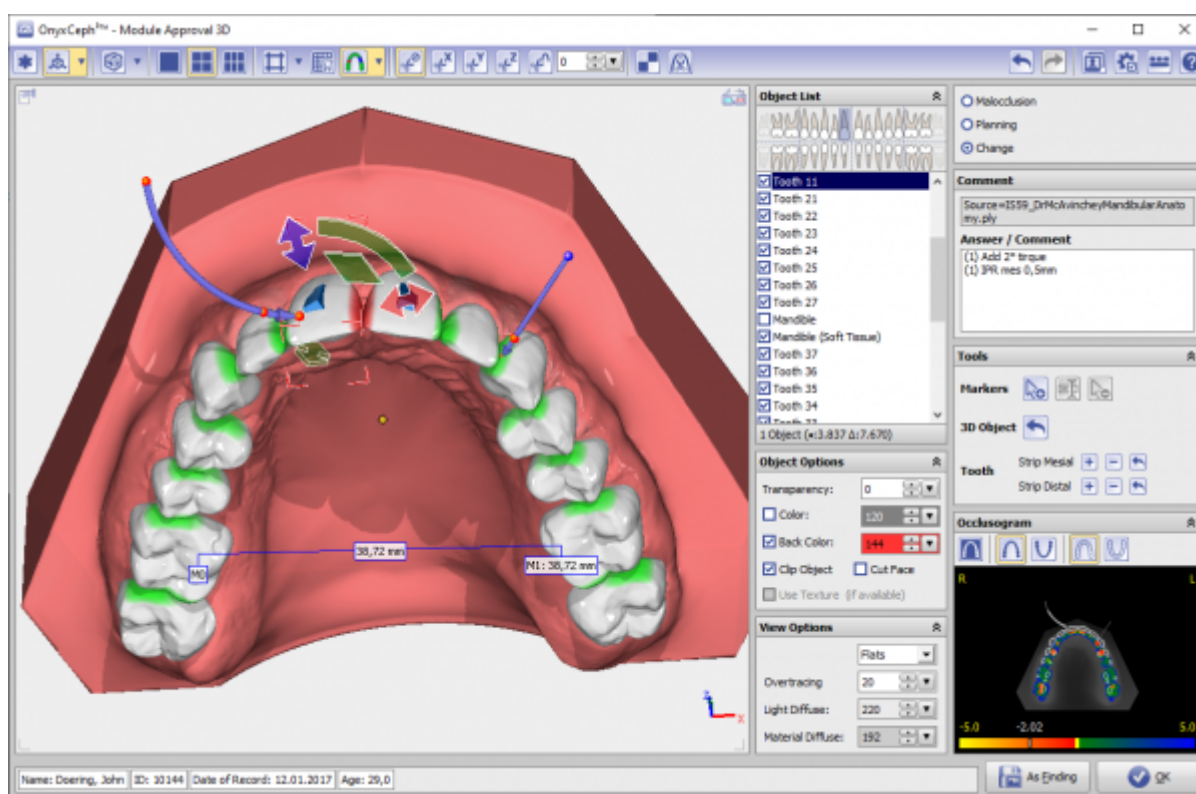 OnyxCeph³™ - Module Approval 3D
0
38,72 mm
M0
M1: 38,72 mm
z
x
Object List
Tooth 11
Tooth 21
Tooth 22
Tooth 23
Tooth 24
Tooth 25
Tooth 26
Tooth 27
Mandible
Mandible (Soft Tissue)
Tooth 37
Tooth 36
Tooth 35
Tooth 34
1 Object (•:3.837 Δ:7.670)
Object Options
Transparency: 0
Color: 120
Back Color: 144
Clip Object Cut Face
Use Texture (if available)
View Options
Flats
Overtracing 20
Light Diffuse: 220
Material Diffuse: 192
Malocclusion
Planning
Change
Comment
Source=IS59_DrMcAvincheyMandibularAnato
my.ply
Answer / Comment
(1) Add 2° tirque
(1) IPR mes 0,5mm
Tools
Markers
3D Object
Tooth Strip Mesial
Strip Distal
Occlusogram
R L
-5.0 -2.02 5.0
Name: Doering, John ID: 10144 Date of Record: 12.01.2017 Age: 29,0
As Finding OK